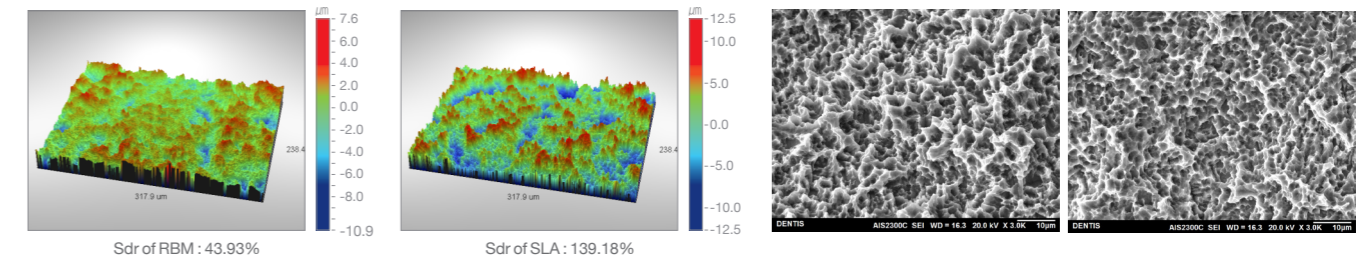 μm
7.6
6.0
4.0
2.0
0.0
-2.0
-4.0
-6.0
-8.0
-10.9
238.4
317.9 um
Sdr of RBM : 43.93%
μm
12.5
10.0
5.0
0.0
-5.0
-10.0
-12.5
238.4
317.9 um
Sdr of SLA : 139.18%
DENTIS AIS2300C SEI WD = 16.3 20.0 kV X 3.0K 10μm
DENTIS AIS2300C SEI WD = 16.3 20.0 kV X 3.0K 10μm